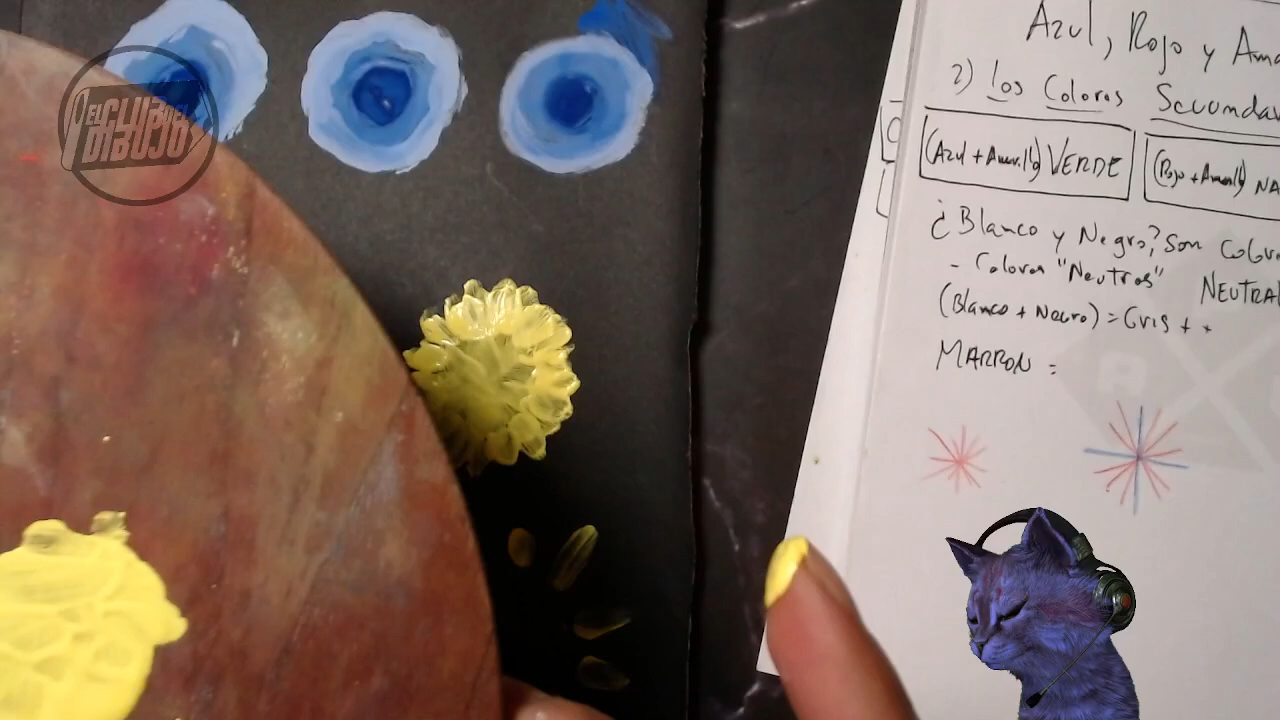 EL CLUB DEL
DIBUJO
Azul, Rojo y Ama
2) Los Colores Secundar
(Azul + Amarillo) VERDE
(Rojo + Amarillo) NA
¿Blanco y Negro? Son Color
- Colores "Neutros" NEUTRAL
(Blanco + Negro) = Gris + +
MARRON =